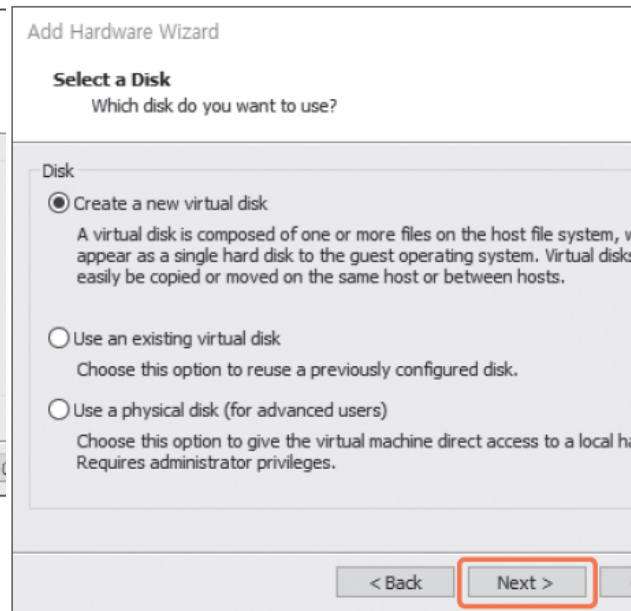 Add Hardware Wizard
Select a Disk
Which disk do you want to use?
Disk
Create a new virtual disk
A virtual disk is composed of one or more files on the host file system,
appear as a single hard disk to the guest operating system. Virtual disks
easily be copied or moved on the same host or between hosts.
Use an existing virtual disk
Choose this option to reuse a previously configured disk.
Use a physical disk (for advanced users)
Choose this option to give the virtual machine direct access to a local
Requires administrator privileges.
< Back
Next >